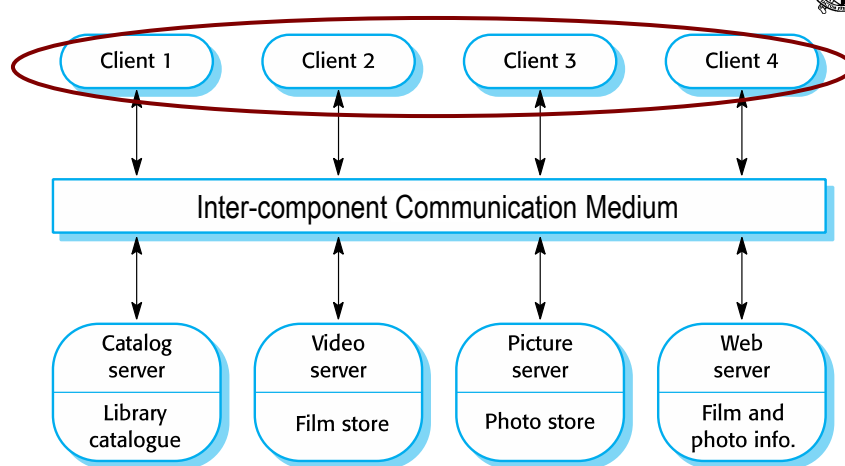 Client 1
Client 2
Client 3
Client 4
Inter-component Communication Medium
Catalog
server
Library
catalogue
Video
server
Film store
Picture
server
Photo store
Web
server
Film and
photo info.